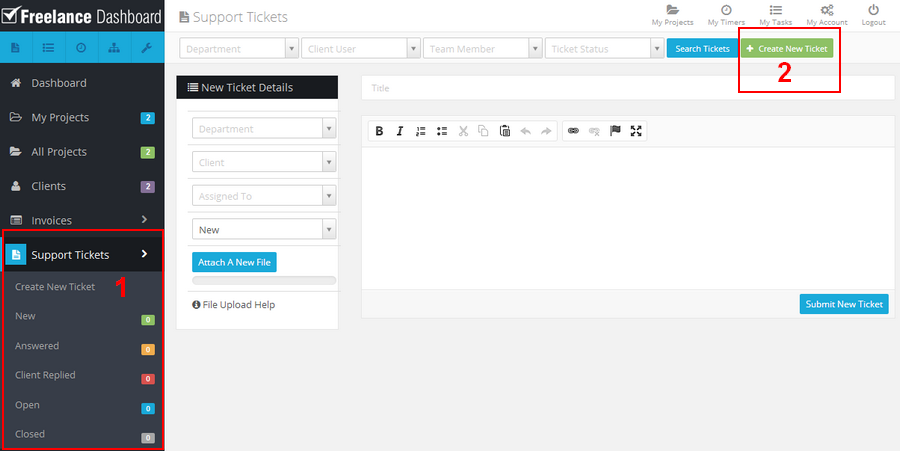 Freelance Dashboard
Support Tickets
My Projects
My Timers
My Tasks
My Account
Logout
Department
Client User
Team Member
Ticket Status
Search Tickets
Create New Ticket
2
Dashboard
My Projects 2
All Projects 2
Clients 2
Invoices
Support Tickets
1
Create New Ticket
New 0
Answered 0
Client Replied 0
Open 0
Closed 0
New Ticket Details
Department
Client
Assigned To
New
Attach A New File
File Upload Help
Title
B I
Submit New Ticket